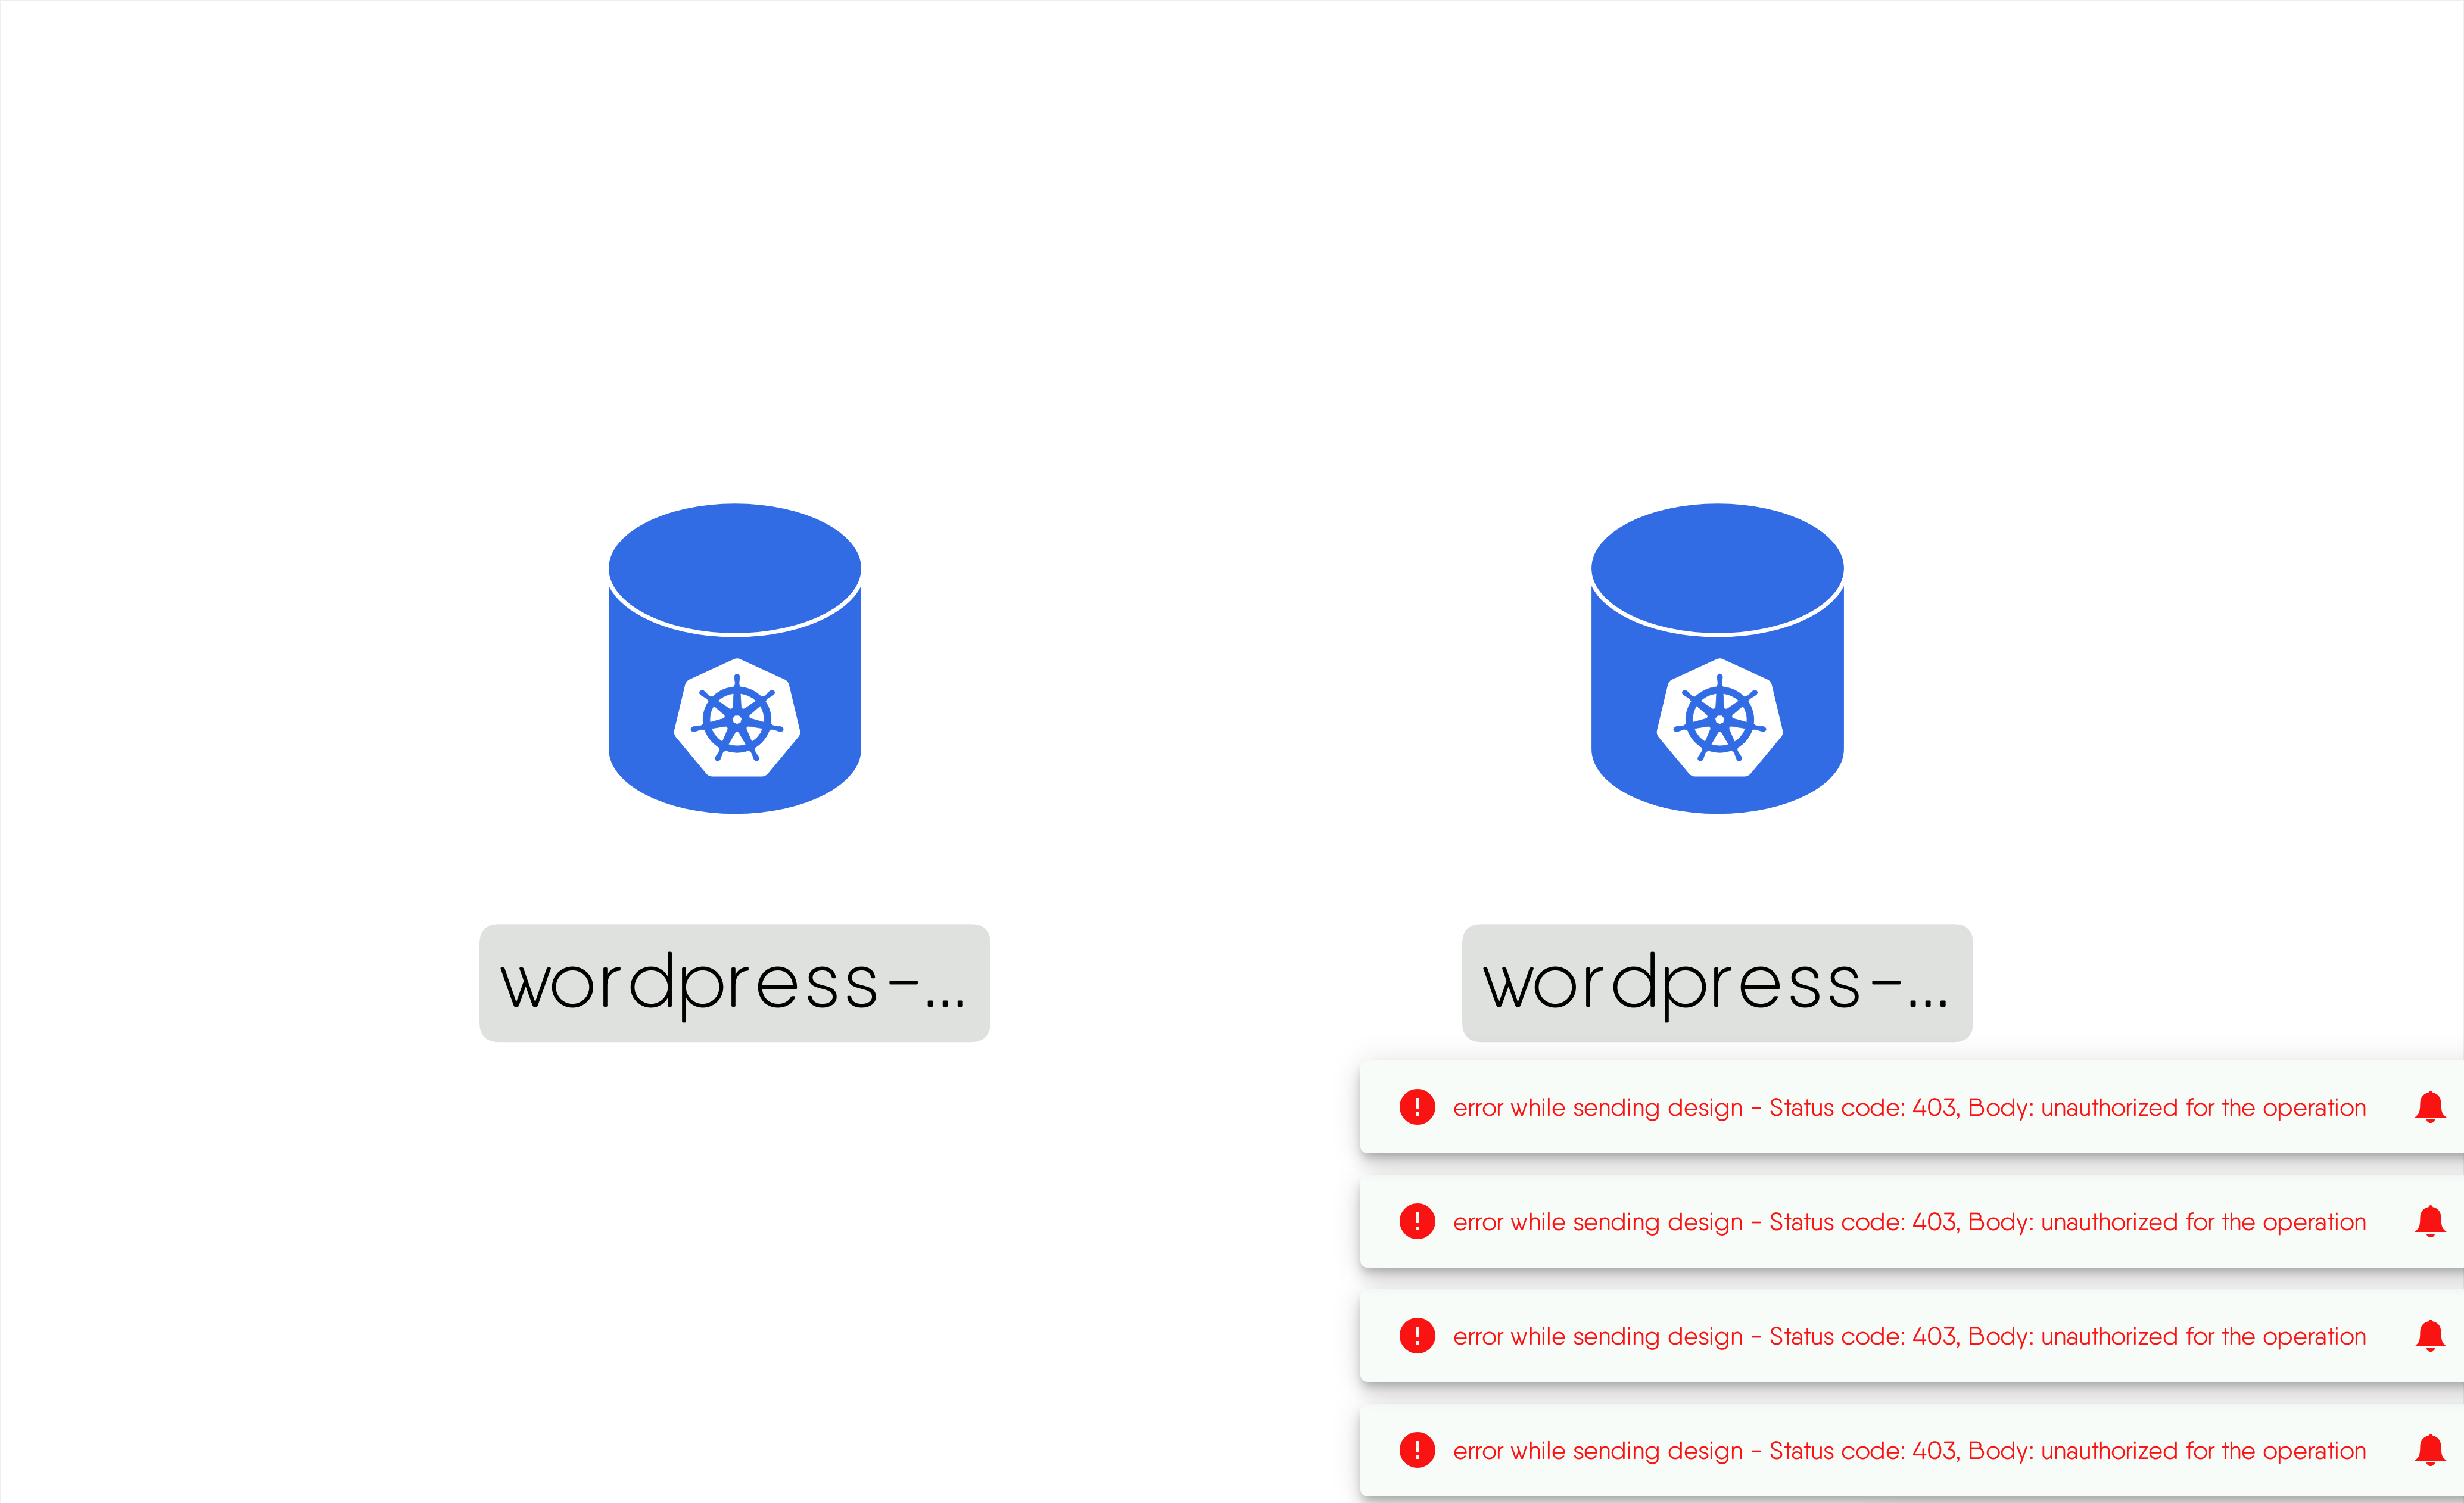 wordpress-...
wordpress-...
error while sending design - Status code: 403, Body: unauthorized for the operation
error while sending design - Status code: 403, Body: unauthorized for the operation
error while sending design - Status code: 403, Body: unauthorized for the operation
error while sending design - Status code: 403, Body: unauthorized for the operation